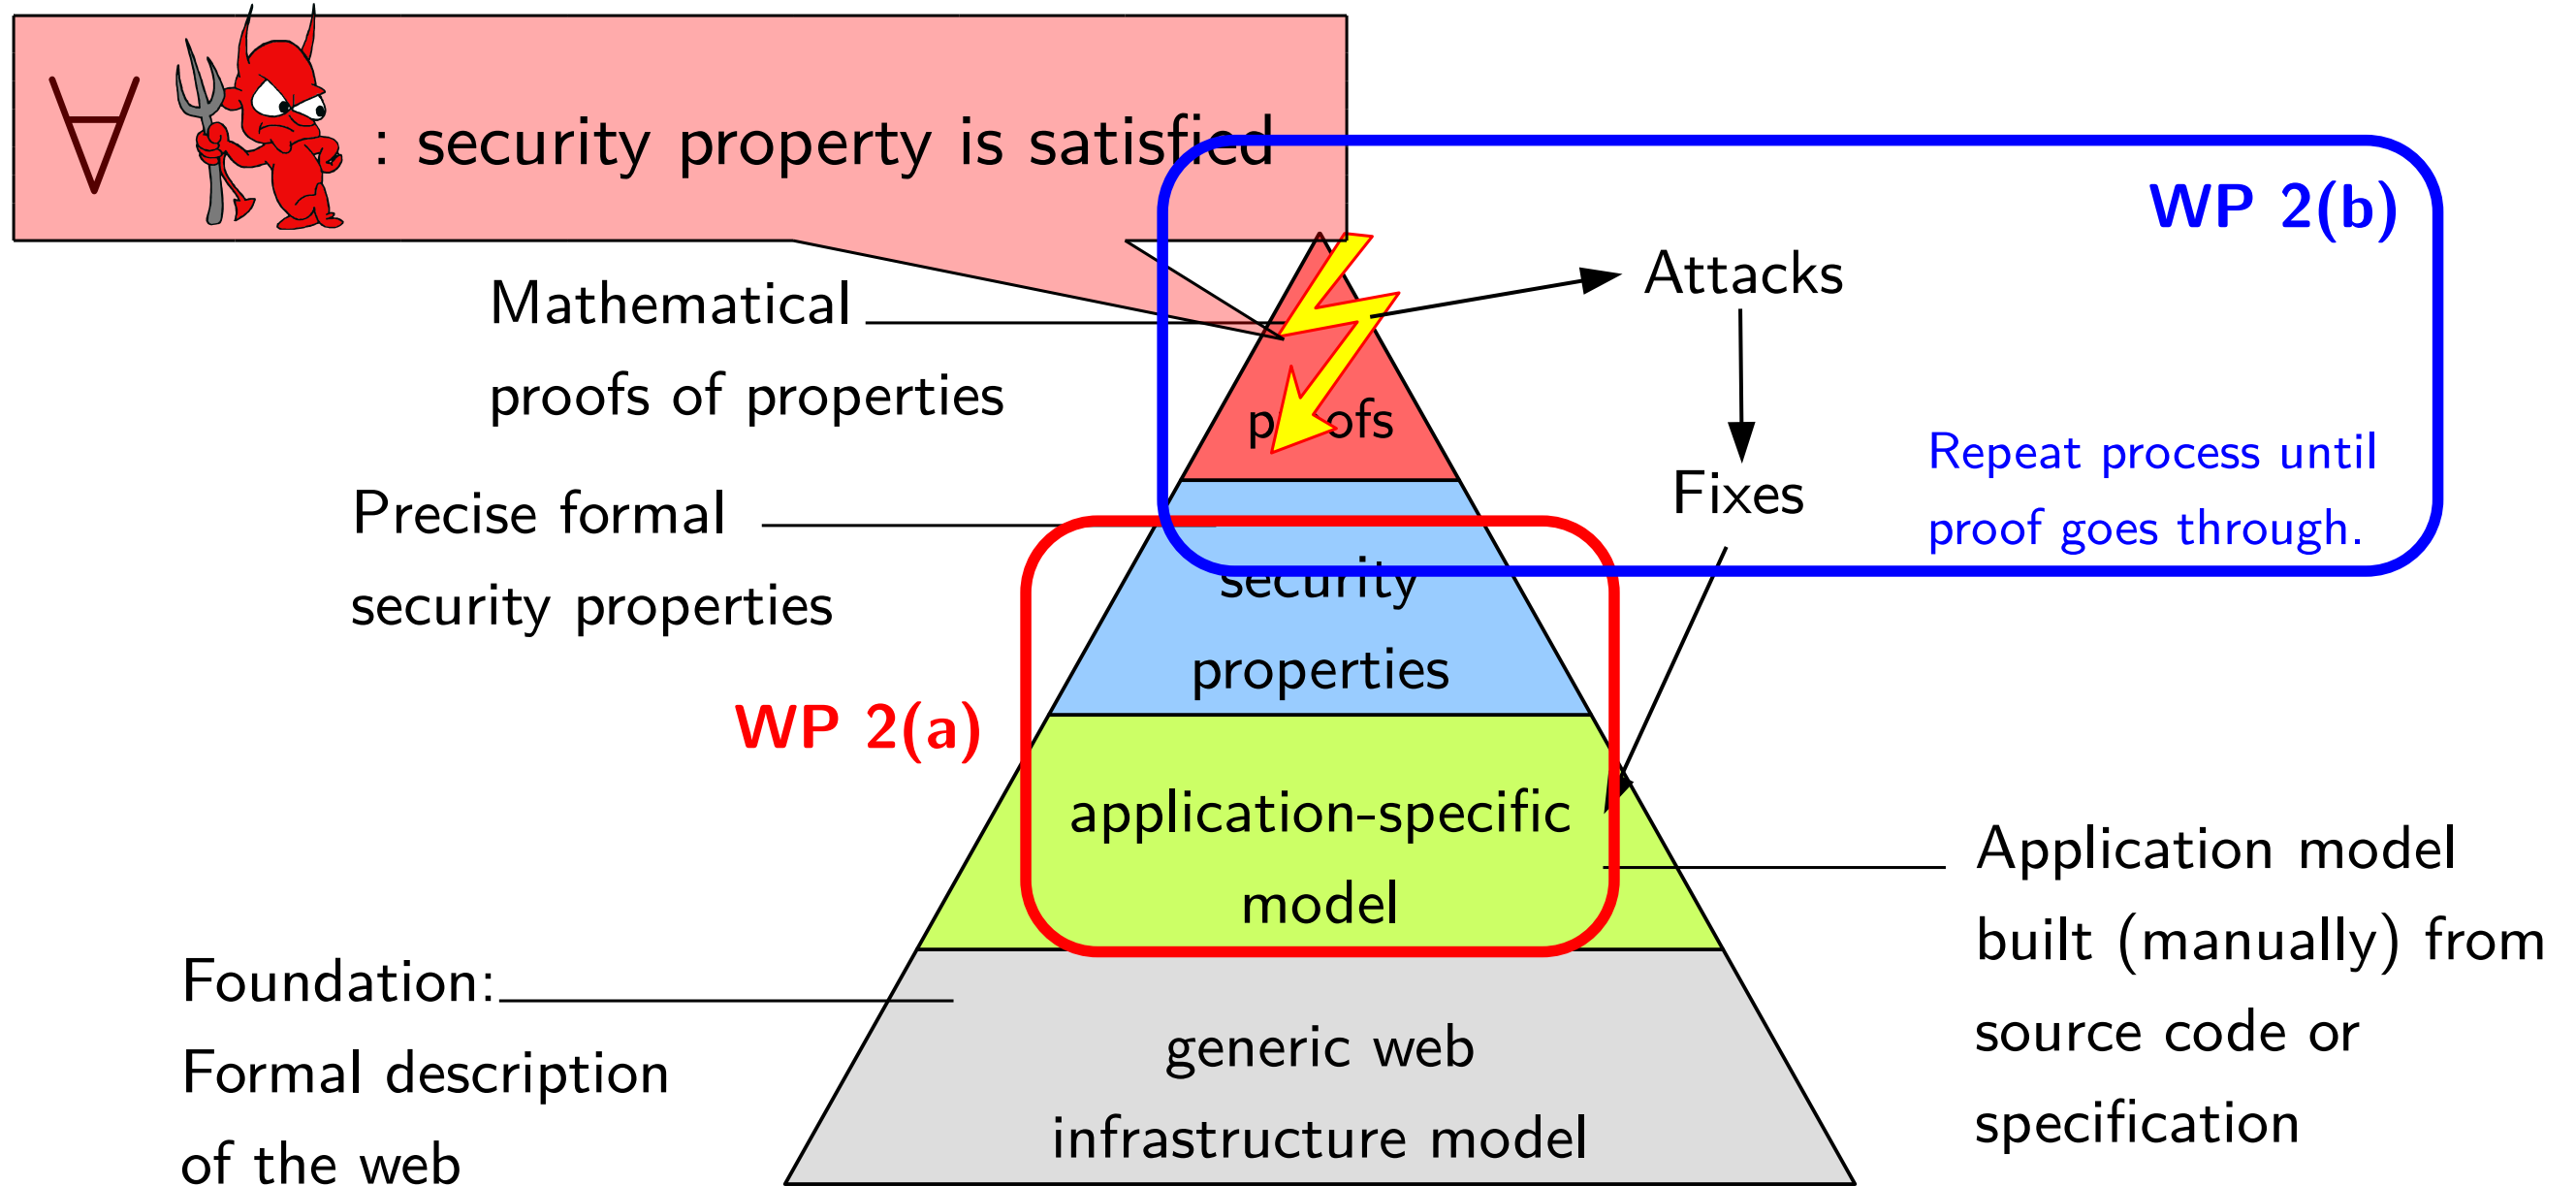 ∀ : security property is satisfied
WP 2(b)
Attacks
Mathematical
proofs of properties
proofs
Repeat process until
proof goes through.
Fixes
Precise formal
security properties
security
properties
WP 2(a)
application-specific
model
Application model
built (manually) from
source code or
specification
Foundation:
Formal description
of the web
generic web
infrastructure model